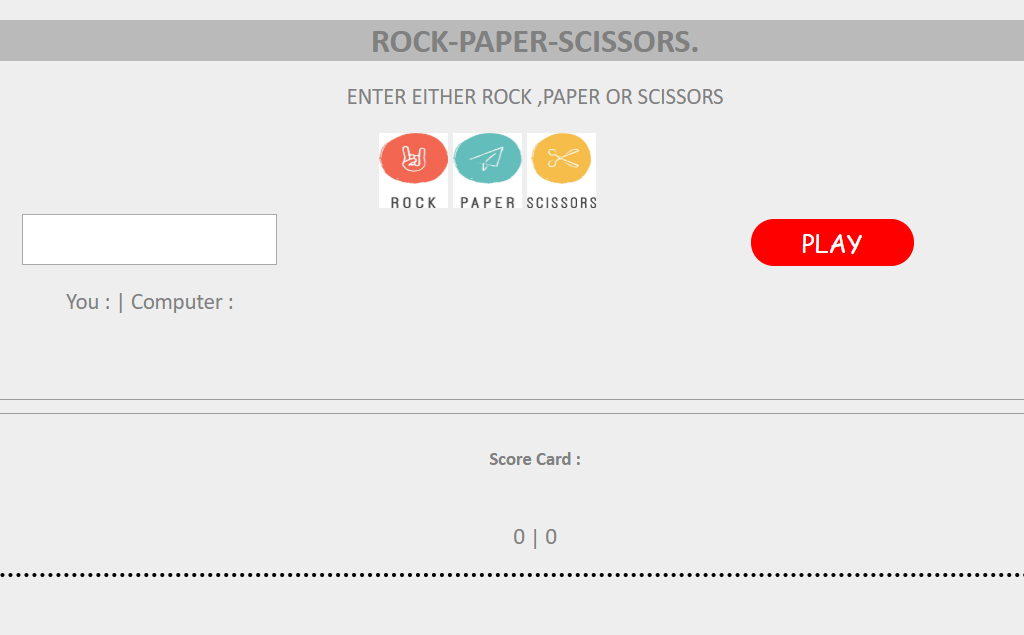 ROCK-PAPER-SCISSORS.
ENTER EITHER ROCK ,PAPER OR SCISSORS
ROCK PAPER SCISSORS
PLAY
You : | Computer :
Score Card :
0 | 0